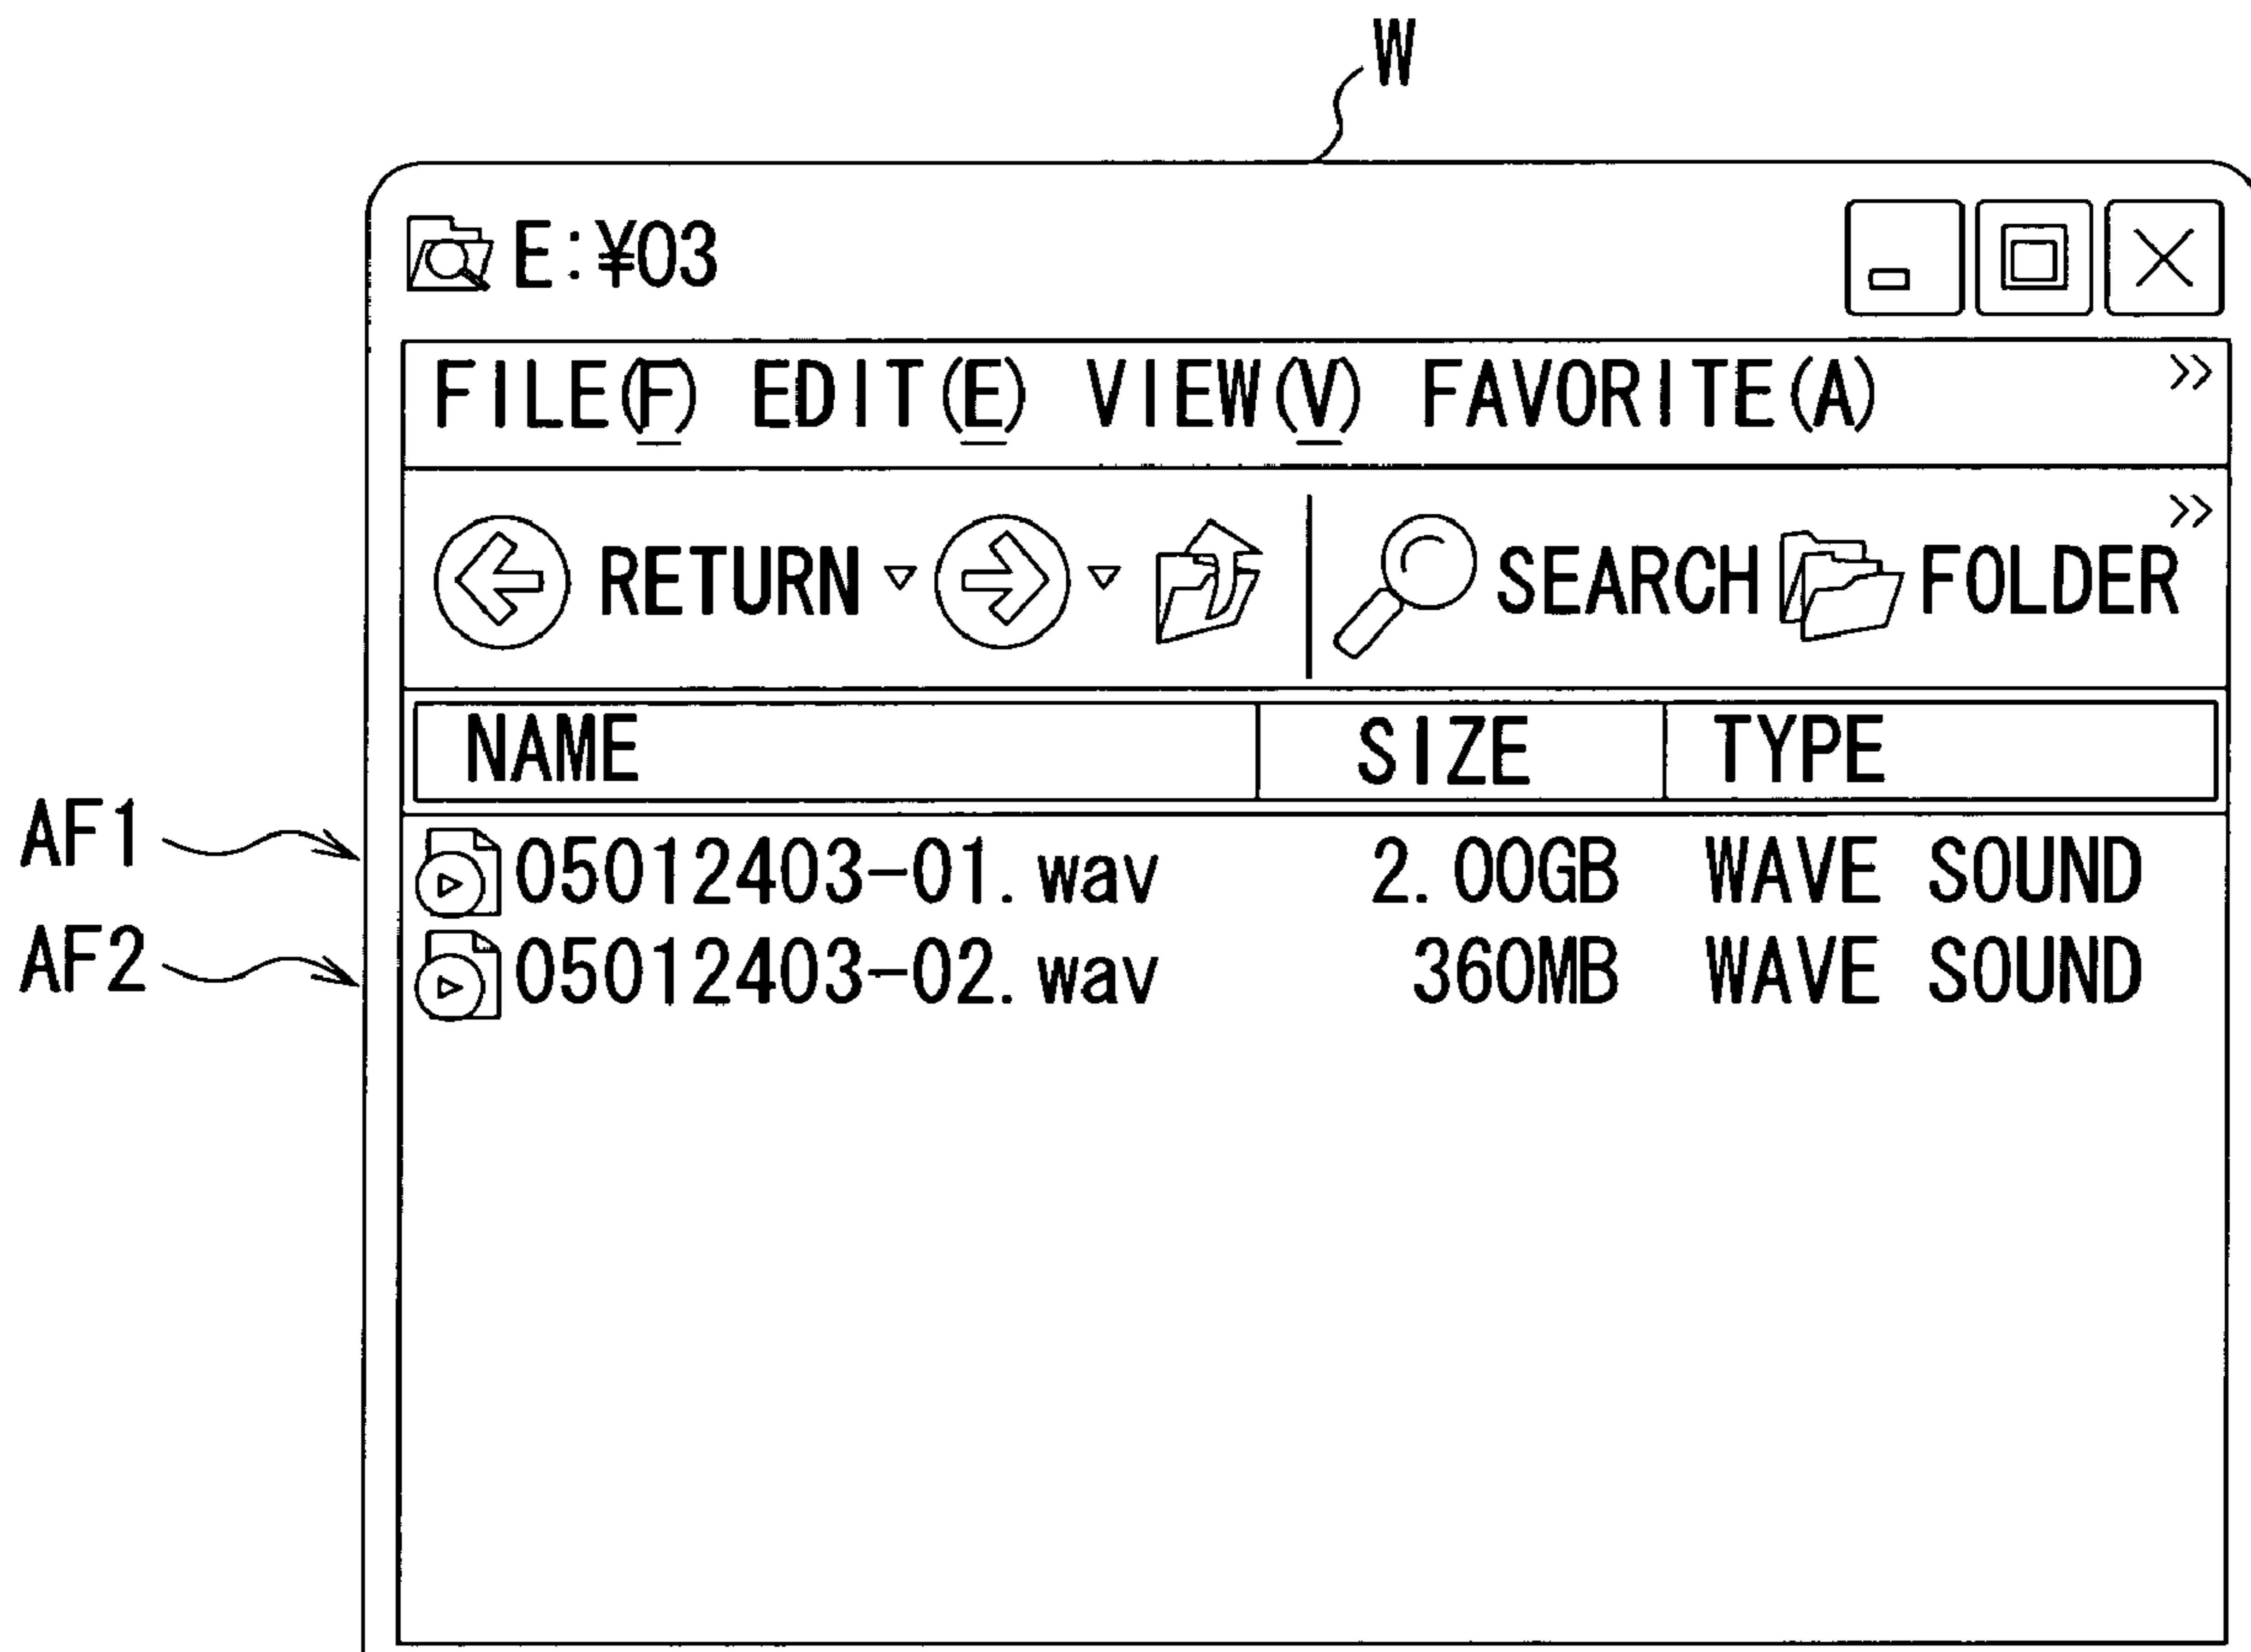 W
E:¥03
FILE(F) EDIT(E) VIEW(V) FAVORITE(A) »
RETURN SEARCH FOLDER »
NAME SIZE TYPE
AF1 05012403-01.wav 2.00GB WAVE SOUND
AF2 05012403-02.wav 360MB WAVE SOUND